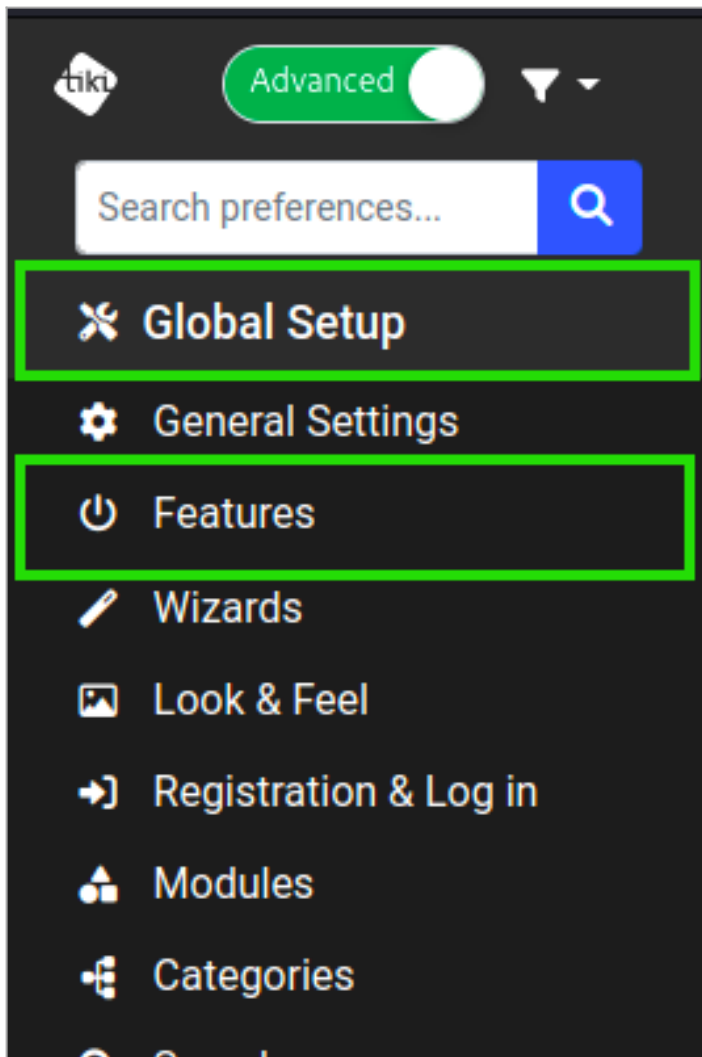 tiki
Advanced
Search preferences...
Global Setup
General Settings
Features
Wizards
Look & Feel
Registration & Log in
Modules
Categories